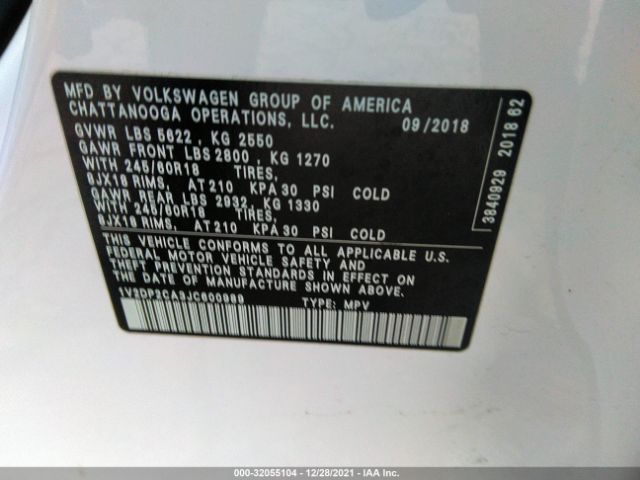 MFD BY VOLKSWAGEN GROUP OF AMERICA
CHATTANOOGA OPERATIONS, LLC.
09/2018
GVWR LBS 5622 , KG 2550
GAWR FRONT LBS 2800 , KG 1270
WITH 245/60R18 TIRES,
8JX18 RIMS, AT 210 KPA 30 PSI COLD
GAWR REAR LBS 2932, KG 1330
WITH 245/60R18 TIRES,
8JX18 RIMS, AT 210 KPA 30 PSI COLD
THIS VEHICLE CONFORMS TO ALL APPLICABLE U.S.
FEDERAL MOTOR VEHICLE SAFETY AND
THEFT PREVENTION STANDARDS IN EFFECT ON
THE DATE OF MANUFACTURE SHOWN ABOVE.
TYPE: MPV
3840929 2018 62
000-32055104 - 12/28/2021 - IAA Inc.